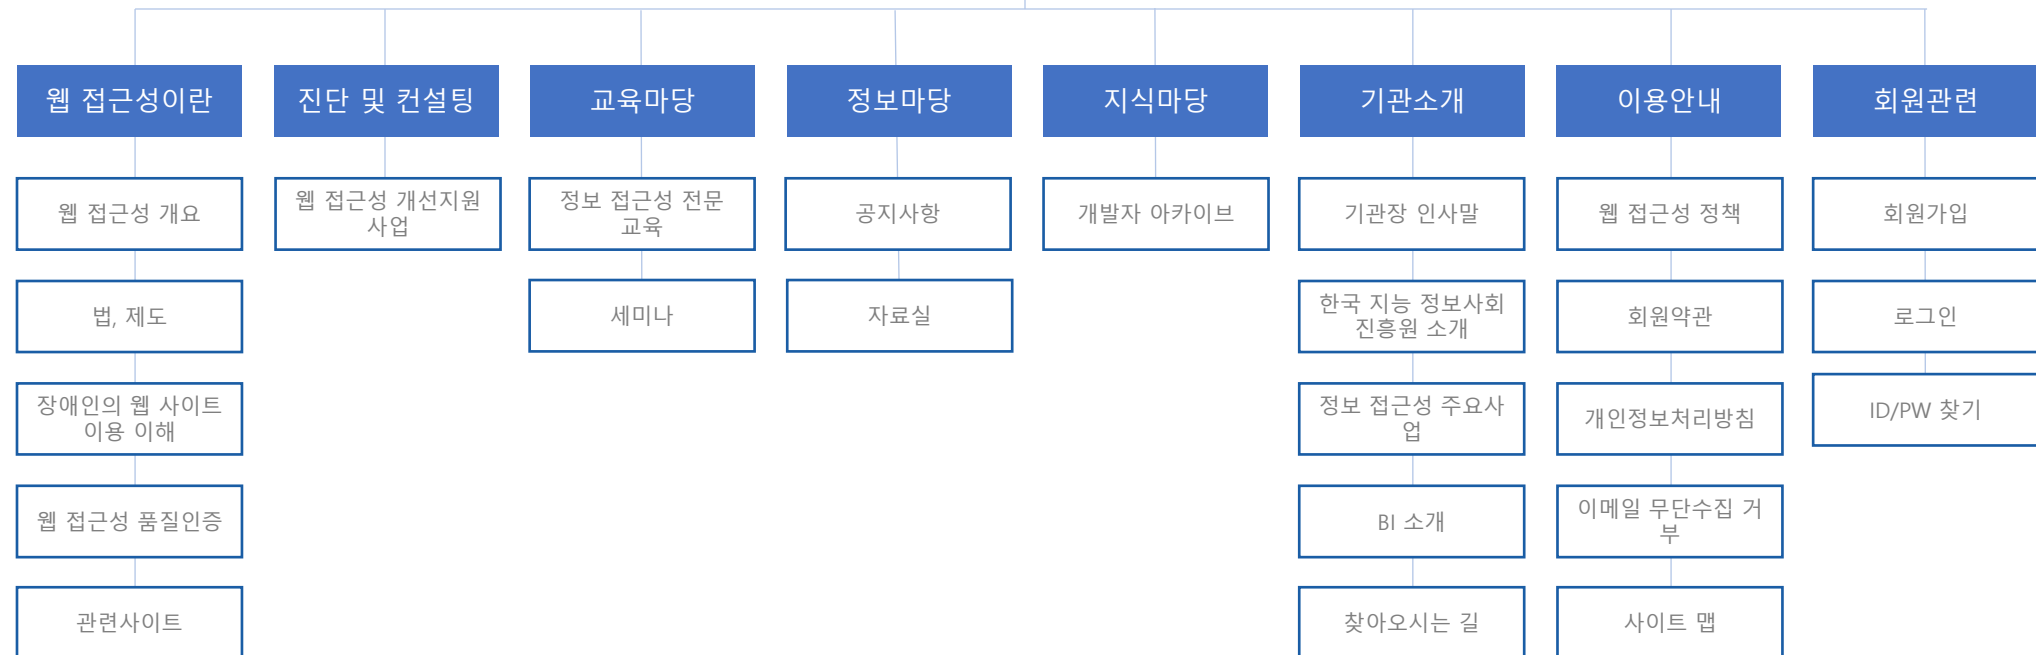 웹 접근성이란
진단 및 컨설팅
교육마당
정보마당
지식마당
기관소개
이용안내
회원관련
웹 접근성 개요
웹 접근성 개선지원
사업
정보 접근성 전문
교육
공지사항
개발자 아카이브
기관장 인사말
웹 접근성 정책
회원가입
법, 제도
세미나
자료실
한국 지능 정보사회
진흥원 소개
회원약관
로그인
장애인의 웹 사이트
이용 이해
정보 접근성 주요사
업
개인정보처리방침
ID/PW 찾기
웹 접근성 품질인증
BI 소개
이메일 무단수집 거
부
관련사이트
찾아오시는 길
사이트 맵